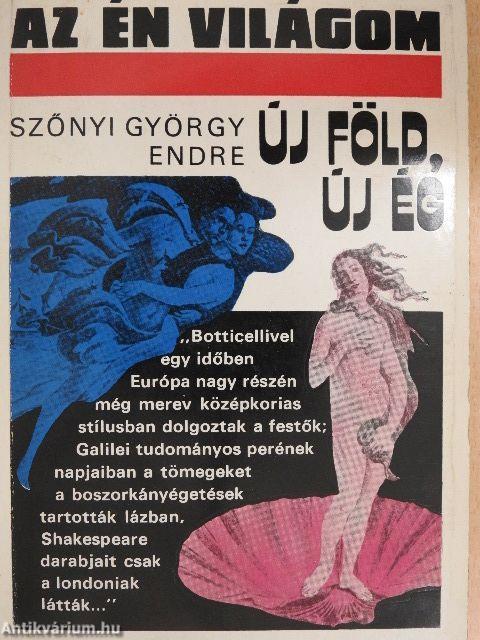 AZ ÉN VILÁGOM
SZŐNYI GYÖRGY
ENDRE
ÚJ FÖLD,
ÚJ ÉG
„Botticellivel
egy időben
Európa nagy részén
még merev középkorias
stílusban dolgoztak a festők;
Galilei tudományos perének
napjaiban a tömegeket
a boszorkányégetések
tartották lázban,
Shakespeare
darabjait csak
a londoniak
látták..."
Antikvárium.hu